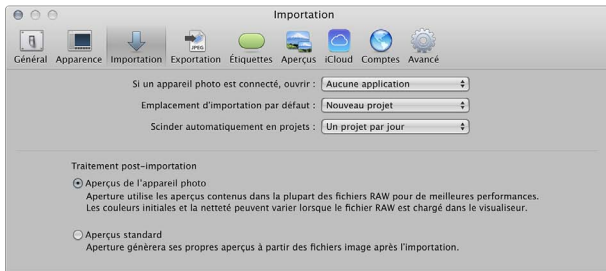 Importation
JPEG
Général Apparence Importation Exportation Étiquettes Aperçus iCloud Comptes Avancé
Si un appareil photo est connecté, ouvrir : Aucune application
Emplacement d'importation par défaut : Nouveau projet
Scinder automatiquement en projets : Un projet par jour
Traitement post-importation
Aperçus de l'appareil photo
Aperture utilise les aperçus contenus dans la plupart des fichiers RAW pour de meilleures performances.
Les couleurs initiales et la netteté peuvent varier lorsque le fichier RAW est chargé dans le visualiseur.
Aperçus standard
Aperture génèrera ses propres aperçus à partir des fichiers image après l'importation.